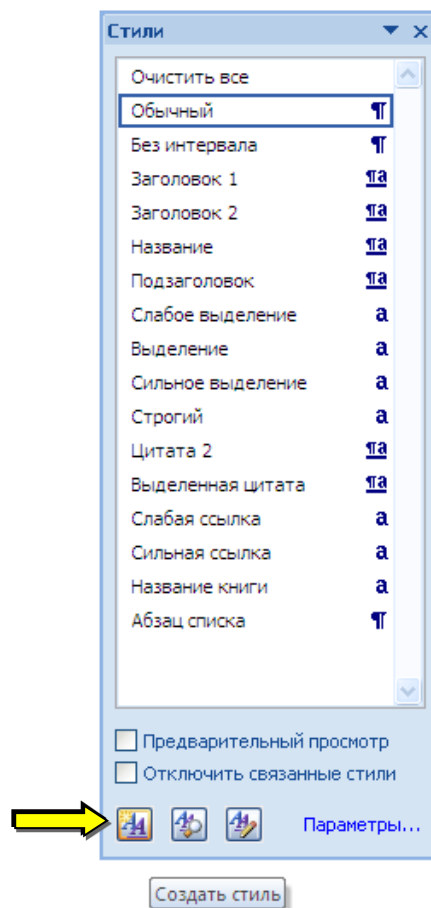 Стили
Очистить все
Обычный ¶
Без интервала ¶
Заголовок 1 ¶a
Заголовок 2 ¶a
Название ¶a
Подзаголовок ¶a
Слабое выделение a
Выделение a
Сильное выделение a
Строгий a
Цитата 2 ¶a
Выделенная цитата ¶a
Слабая ссылка a
Сильная ссылка a
Название книги a
Абзац списка ¶
Предварительный просмотр
Отключить связанные стили
Параметры...
Создать стиль